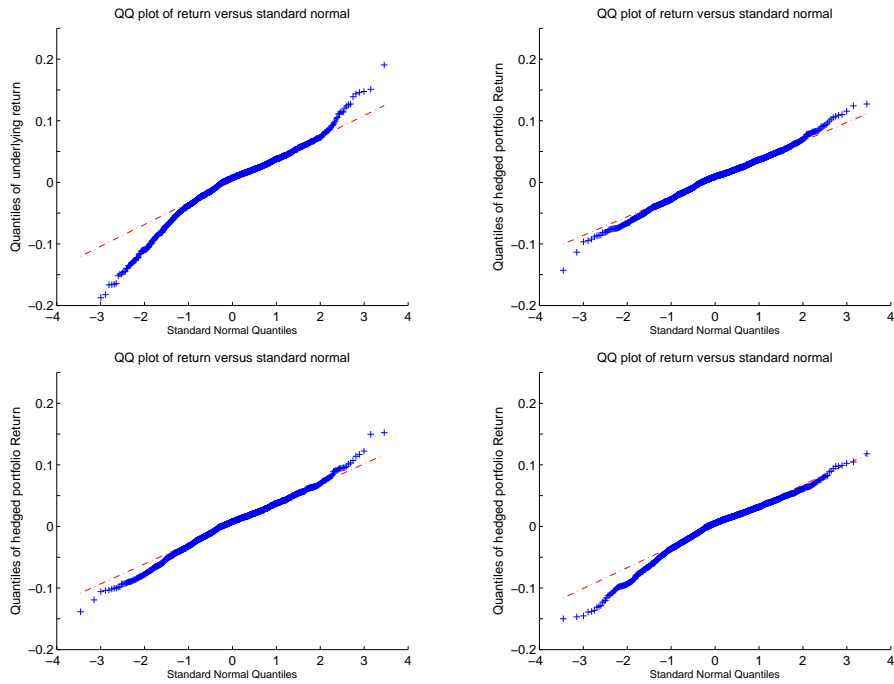 QQ plot of return versus standard normal
Quantiles of underlying return
0.2
0.1
0
−0.1
−0.2
−4 −3 −2 −1 0 1 2 3 4
Standard Normal Quantiles
QQ plot of return versus standard normal
Quantiles of hedged portfolio Return
0.2
0.1
0
−0.1
−0.2
−4 −3 −2 −1 0 1 2 3 4
Standard Normal Quantiles
QQ plot of return versus standard normal
Quantiles of hedged portfolio Return
0.2
0.1
0
−0.1
−0.2
−4 −3 −2 −1 0 1 2 3 4
Standard Normal Quantiles
QQ plot of return versus standard normal
Quantiles of hedged portfolio Return
0.2
0.1
0
−0.1
−0.2
−4 −3 −2 −1 0 1 2 3 4
Standard Normal Quantiles